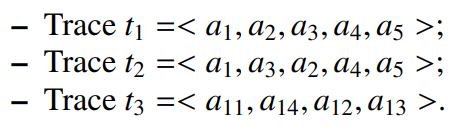 – Trace t₁ =< a₁, a₂, a₃, a₄, a₅ >;
– Trace t₂ =< a₁, a₃, a₂, a₄, a₅ >;
– Trace t₃ =< a₁₁, a₁₄, a₁₂, a₁₃ >.